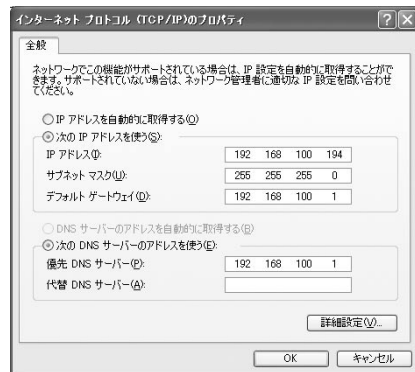 インターネット プロトコル (TCP/IP)のプロパティ
全般
ネットワークでこの機能がサポートされている場合は、IP 設定を自動的に取得することがで
きます。サポートされていない場合は、ネットワーク管理者に適切な IP 設定を問い合わせ
てください。
IP アドレスを自動的に取得する(O)
次の IP アドレスを使う(S):
IP アドレス(I): 192 168 100 194
サブネット マスク(U): 255 255 255 0
デフォルト ゲートウェイ(D): 192 168 100 1
DNS サーバーのアドレスを自動的に取得する(B)
次の DNS サーバーのアドレスを使う(E):
優先 DNS サーバー(P): 192 168 100 1
代替 DNS サーバー(A):
詳細設定(V)...
OK キャンセル